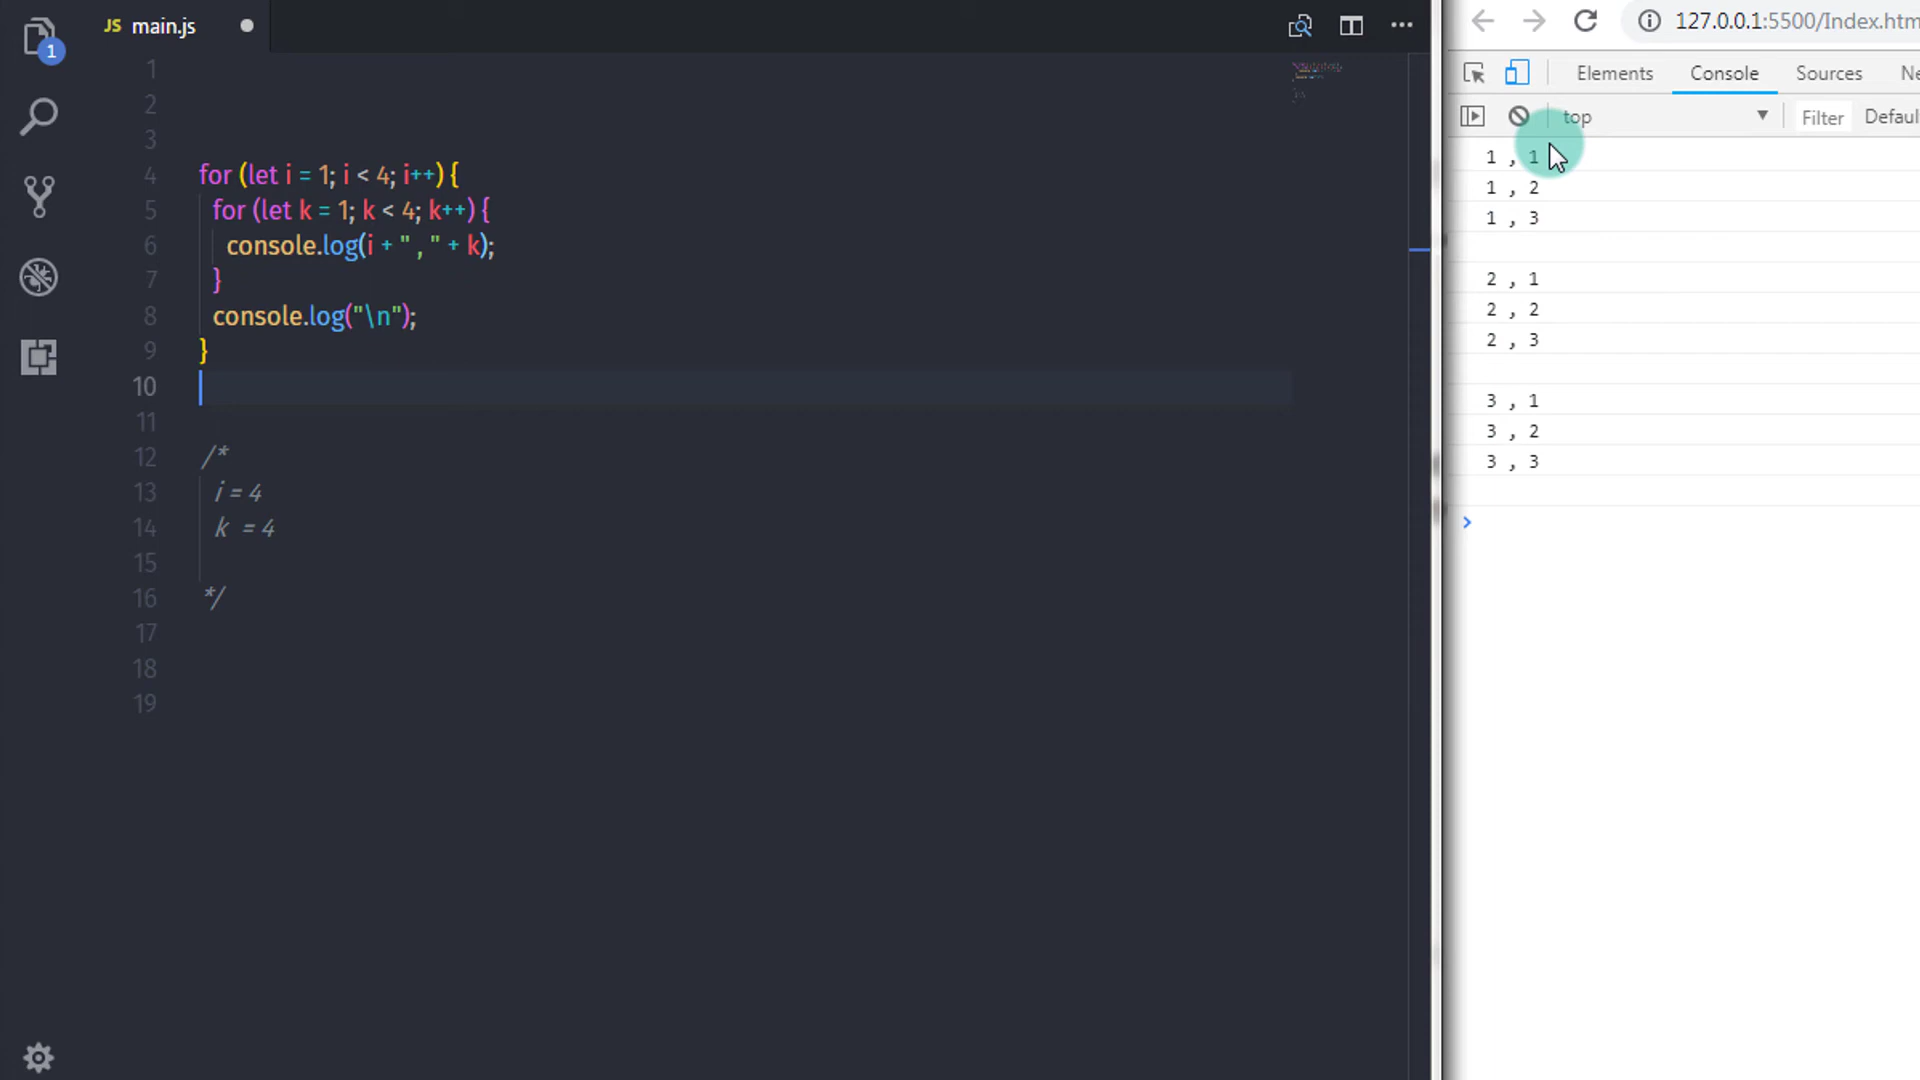 1
JS main.js
1
2
3
4 for (let i = 1; i < 4; i++) {
5 for (let k = 1; k < 4; k++) {
6 console.log(i + " , " + k);
7 }
8 console.log("\n");
9 }
10
11
12 /*
13 i = 4
14 k = 4
15
16 */
17
18
19
127.0.0.1:5500/Index.htm
Elements Console Sources Ne
top Filter Defaul
1 , 1
1 , 2
1 , 3
2 , 1
2 , 2
2 , 3
3 , 1
3 , 2
3 , 3
>